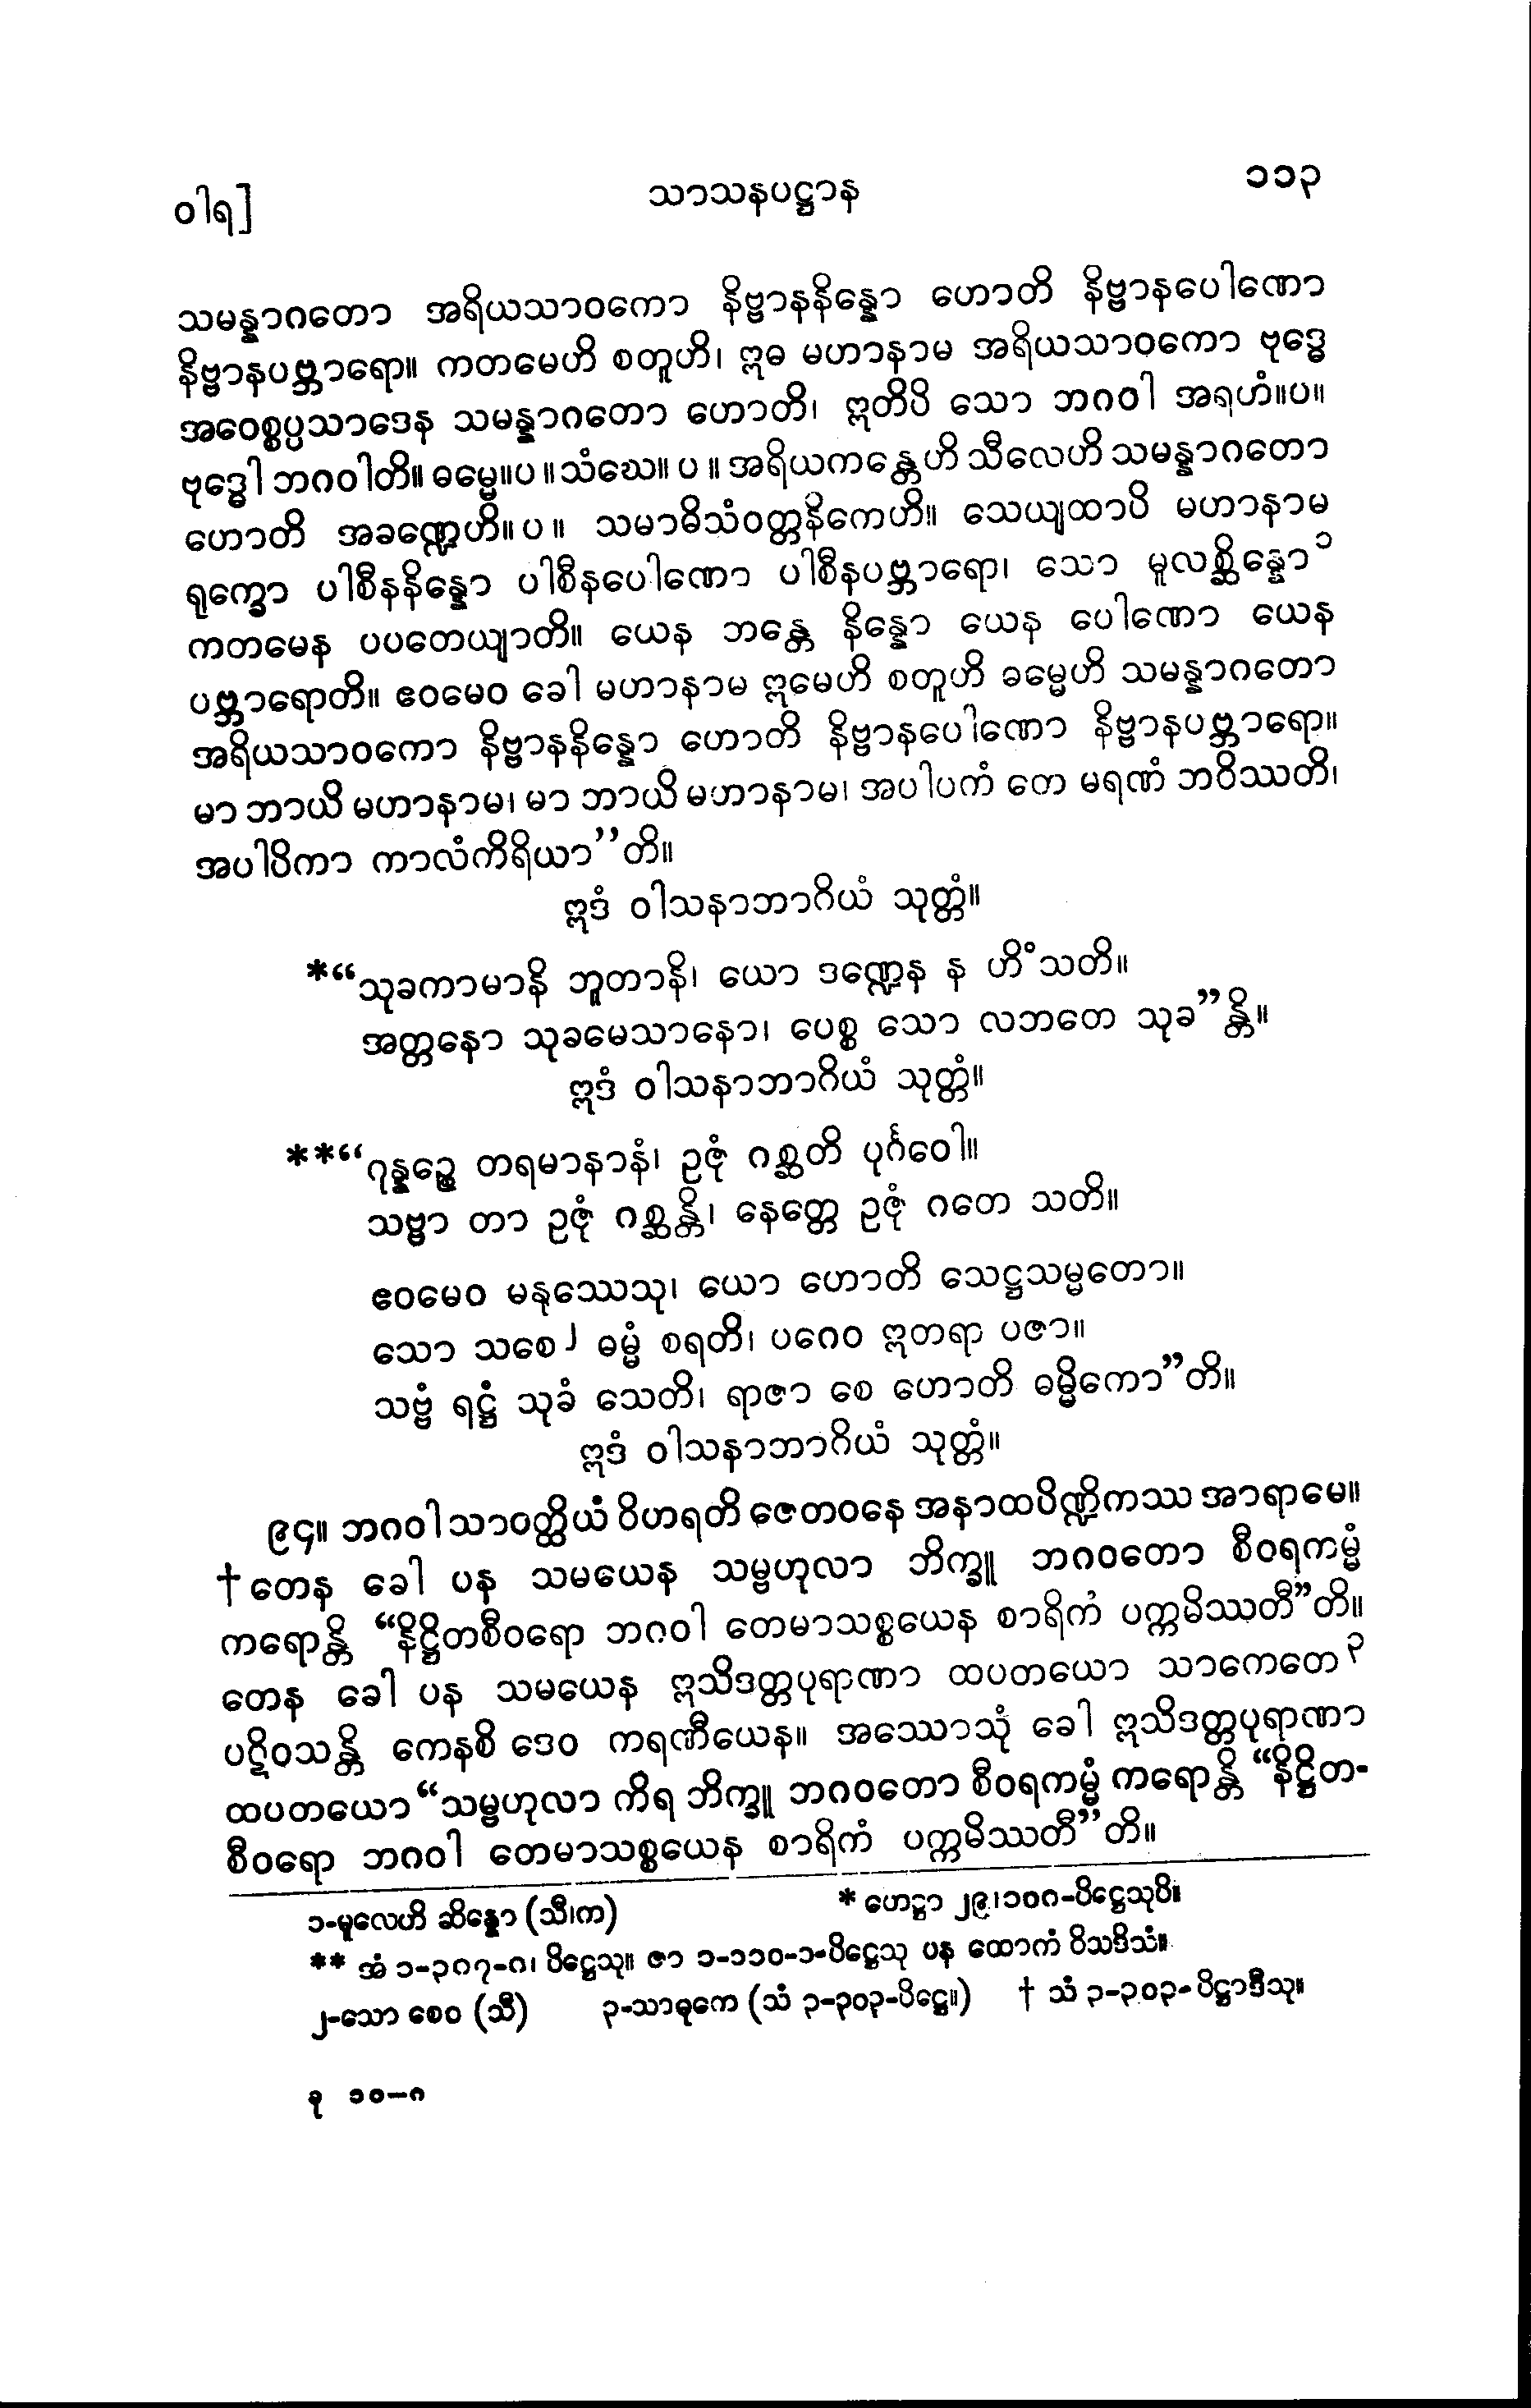 ဝါရ]
သာသနပဋ္ဌာန
၁၁၃
သမန္နာဂတော အရိယသာဝကော နိဗ္ဗာနနိန္နော ဟောတိ နိဗ္ဗာနပေါဏော
နိဗ္ဗာနပဗ္ဘာရော။ ကတမေဟိ စတူဟိ၊ ဣဓ မဟာနာမ အရိယသာဝကော ဗုဒ္ဓေ
အဝေစ္စပ္ပသာဒေန သမန္နာဂတော ဟောတိ၊ ဣတိပိ သော ဘဂဝါ အရဟံ။ပ။
ဗုဒ္ဓေါ ဘဂဝါတိ။ ဓမ္မေ။ပ။သံဃေ။ပ။အရိယကန္တေဟိ သီလေဟိ သမန္နာဂတော
ဟောတိ အခဏ္ဍေဟိ။ပ။ သမာဓိသံဝတ္တနိကေဟိ။ သေယျထာပိ မဟာနာမ
ရုက္ခော ပါစီနနိန္နော ပါစီနပေါဏော ပါစီနပဗ္ဘာရော၊ သော မူလစ္ဆိန္နော ၁
ကတမေန ပပတေယျာတိ။ ယေန ဘန္တေ နိန္နော ယေန ပေါဏော ယေန
ပဗ္ဘာရောတိ။ ဧဝမေဝ ခေါ မဟာနာမ ဣမေဟိ စတူဟိ ဓမ္မေဟိ သမန္နာဂတော
အရိယသာဝကော နိဗ္ဗာနနိန္နော ဟောတိ နိဗ္ဗာနပေါဏော နိဗ္ဗာနပဗ္ဘာရော။
မာ ဘာယိ မဟာနာမ၊ မာ ဘာယိ မဟာနာမ၊ အပါပကံ တေ မရဏံ ဘဝိဿတိ၊
အပါပိကာ ကာလံကိရိယာ”တိ။
ဣဒံ ဝါသနာဘာဂိယံ သုတ္တံ။
*“သုခကာမာနိ ဘူတာနိ၊ ယော ဒဏ္ဍေန န ဟိံသတိ။
အတ္တနော သုခမေသာနော၊ ပေစ္စ သော လဘတေ သုခ”န္တိ။
ဣဒံ ဝါသနာဘာဂိယံ သုတ္တံ။
**“ဂုန္နဉ္စေ တရမာနာနံ၊ ဥဇုံ ဂစ္ဆတိ ပုင်္ဂဝေါ။
သဗ္ဗာ တာ ဥဇုံ ဂစ္ဆန္တိ၊ နေတ္တေ ဥဇုံ ဂတေ သတိ။
ဧဝမေဝ မနုဿေသု၊ ယော ဟောတိ သေဋ္ဌသမ္မတော။
သော သစေ ၂ ဓမ္မံ စရတိ၊ ပဂေဝ ဣတရာ ပဇာ။
သဗ္ဗံ ရဋ္ဌံ သုခံ သေတိ၊ ရာဇာ စေ ဟောတိ ဓမ္မိကော”တိ။
ဣဒံ ဝါသနာဘာဂိယံ သုတ္တံ။
၉၄။ ဘဂဝါ သာဝတ္ထိယံ ဝိဟရတိ ဇေတဝနေ အနာထပိဏ္ဍိကဿ အာရာမေ။
†တေန ခေါ ပန သမယေန သမ္ဗဟုလာ ဘိက္ခူ ဘဂဝတော စီဝရကမ္မံ
ကရောန္တိ “နိဋ္ဌိတစီဝရော ဘဂဝါ တေမာသစ္စယေန စာရိကံ ပက္ကမိဿတီ”တိ။
တေန ခေါ ပန သမယေန ဣသိဒတ္တပုရာဏာ ထပတယော သာကေတေ ၃
ပဋိဝသန္တိ ကေနစိ ဒေဝ ကရဏီယေန။ အဿောသုံ ခေါ ဣသိဒတ္တပုရာဏာ
ထပတယော “သမ္ဗဟုလာ ကိရ ဘိက္ခူ ဘဂဝတော စီဝရကမ္မံ ကရောန္တိ “နိဋ္ဌိတ-
စီဝရော ဘဂဝါ တေမာသစ္စယေန စာရိကံ ပက္ကမိဿတီ”တိ။
၁-မူလေဟိ ဆိန္နော (သီ၊က) * ဟေဋ္ဌာ ၂၉၊၁၀၈-ပိဋ္ဌေသုပိ။
** အံ ၁-၃၈၇-၈၊ ပိဋ္ဌေသု။ ဇာ ၁-၁၁၀-၁-ပိဋ္ဌေသု ပန ထောကံ ဝိသဒိသံ။
၂-သော စေဝ (သီ) ၃-သာဓုကေ (သံ ၃-၃၀၃-ပိဋ္ဌေ။) † သံ ၃-၃၀၃-ပိဋ္ဌာဒီသု။
ခု ၁၀–၈